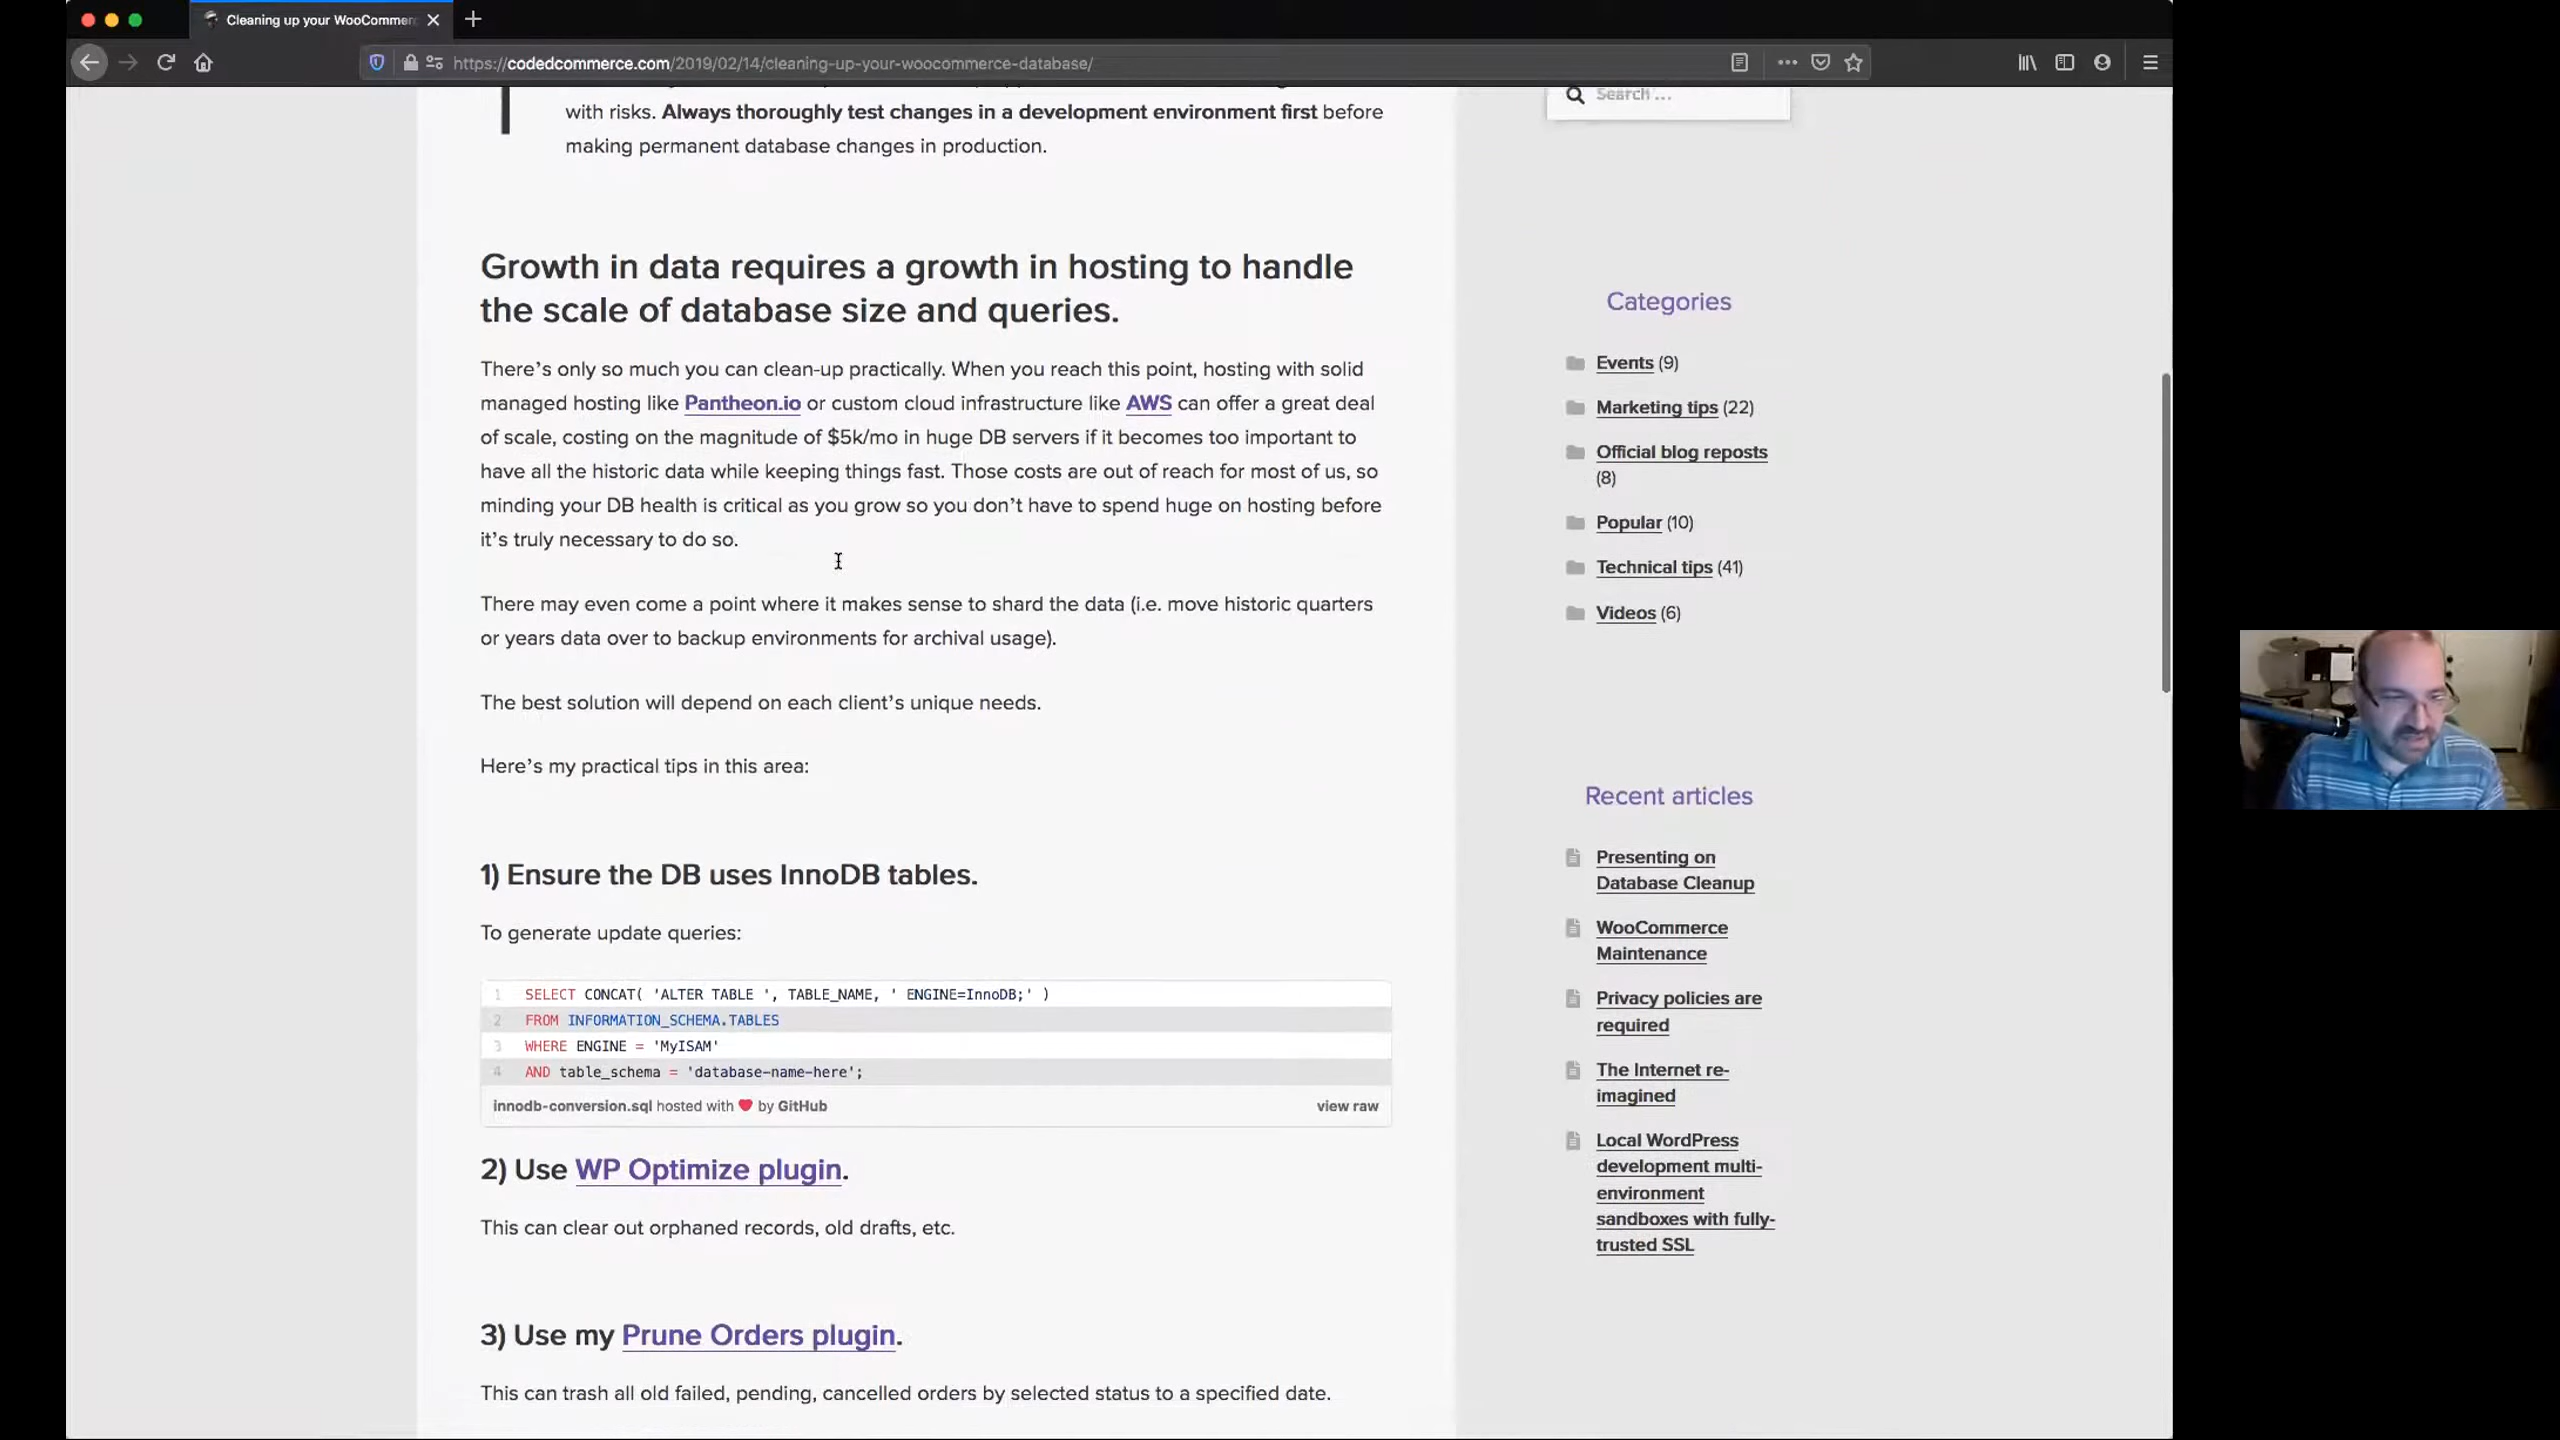 Cleaning up your WooCommer
https://codedcommerce.com/2019/02/14/cleaning-up-your-woocommerce-database/
with risks. Always thoroughly test changes in a development environment first before
making permanent database changes in production.
Growth in data requires a growth in hosting to handle
the scale of database size and queries.
There's only so much you can clean-up practically. When you reach this point, hosting with solid
managed hosting like Pantheon.io or custom cloud infrastructure like AWS can offer a great deal
of scale, costing on the magnitude of $5k/mo in huge DB servers if it becomes too important to
have all the historic data while keeping things fast. Those costs are out of reach for most of us, so
minding your DB health is critical as you grow so you don't have to spend huge on hosting before
it's truly necessary to do so.
There may even come a point where it makes sense to shard the data (i.e. move historic quarters
or years data over to backup environments for archival usage).
The best solution will depend on each client's unique needs.
Here's my practical tips in this area:
1) Ensure the DB uses InnoDB tables.
To generate update queries:
1 SELECT CONCAT( 'ALTER TABLE ', TABLE_NAME, ' ENGINE=InnoDB;' )
2 FROM INFORMATION_SCHEMA.TABLES
3 WHERE ENGINE = 'MyISAM'
4 AND table_schema = 'database-name-here';
innodb-conversion.sql hosted with ❤ by GitHub
view raw
2) Use WP Optimize plugin.
This can clear out orphaned records, old drafts, etc.
3) Use my Prune Orders plugin.
This can trash all old failed, pending, cancelled orders by selected status to a specified date.
Search …
Categories
Events (9)
Marketing tips (22)
Official blog reposts
(8)
Popular (10)
Technical tips (41)
Videos (6)
Recent articles
Presenting on
Database Cleanup
WooCommerce
Maintenance
Privacy policies are
required
The Internet re-
imagined
Local WordPress
development multi-
environment
sandboxes with fully-
trusted SSL